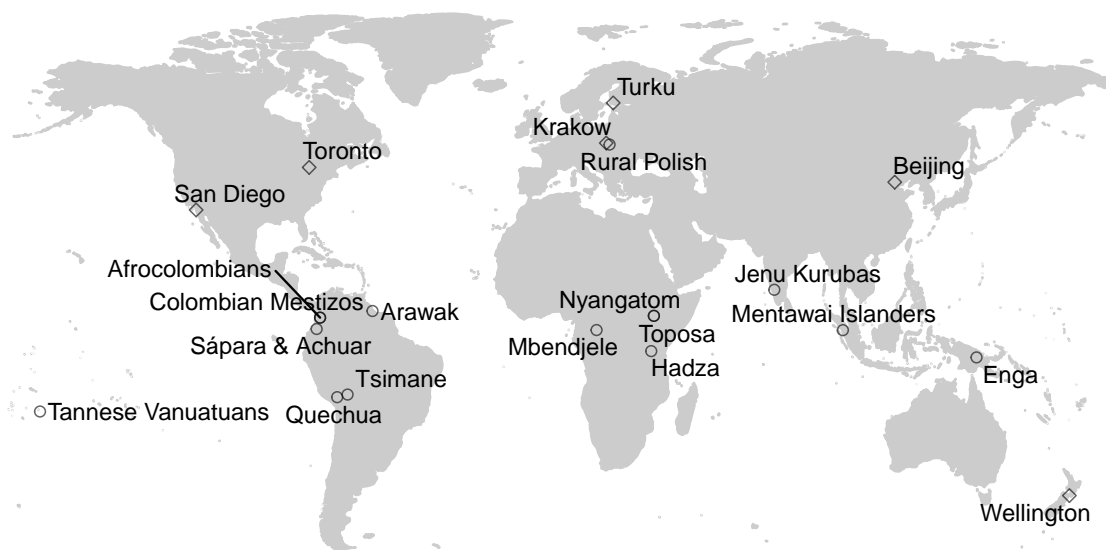 Turku
Krakow
Toronto
Rural Polish
Beijing
San Diego
Afrocolombians
Jenu Kurubas
Colombian Mestizos
Nyangatom
Arawak
Mentawai Islanders
Sápara & Achuar
Mbendjele
Toposa
Hadza
Enga
Tsimane
Tannese Vanuatuans
Quechua
Wellington